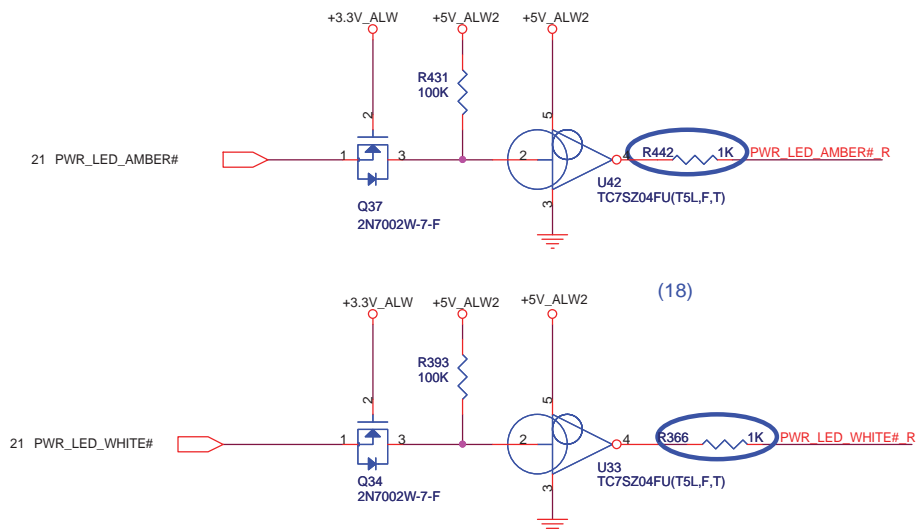 +3.3V_ALW +5V_ALW2 +5V_ALW2
R431
100K
2 5
21 PWR_LED_AMBER# 1 3 2 4 R442 1K PWR_LED_AMBER#_R
U42
TC7SZ04FU(T5L,F,T)
3
Q37
2N7002W-7-F
(18)
+3.3V_ALW +5V_ALW2 +5V_ALW2
R393
100K
2 5
21 PWR_LED_WHITE# 1 3 2 4 R366 1K PWR_LED_WHITE#_R
U33
TC7SZ04FU(T5L,F,T)
3
Q34
2N7002W-7-F